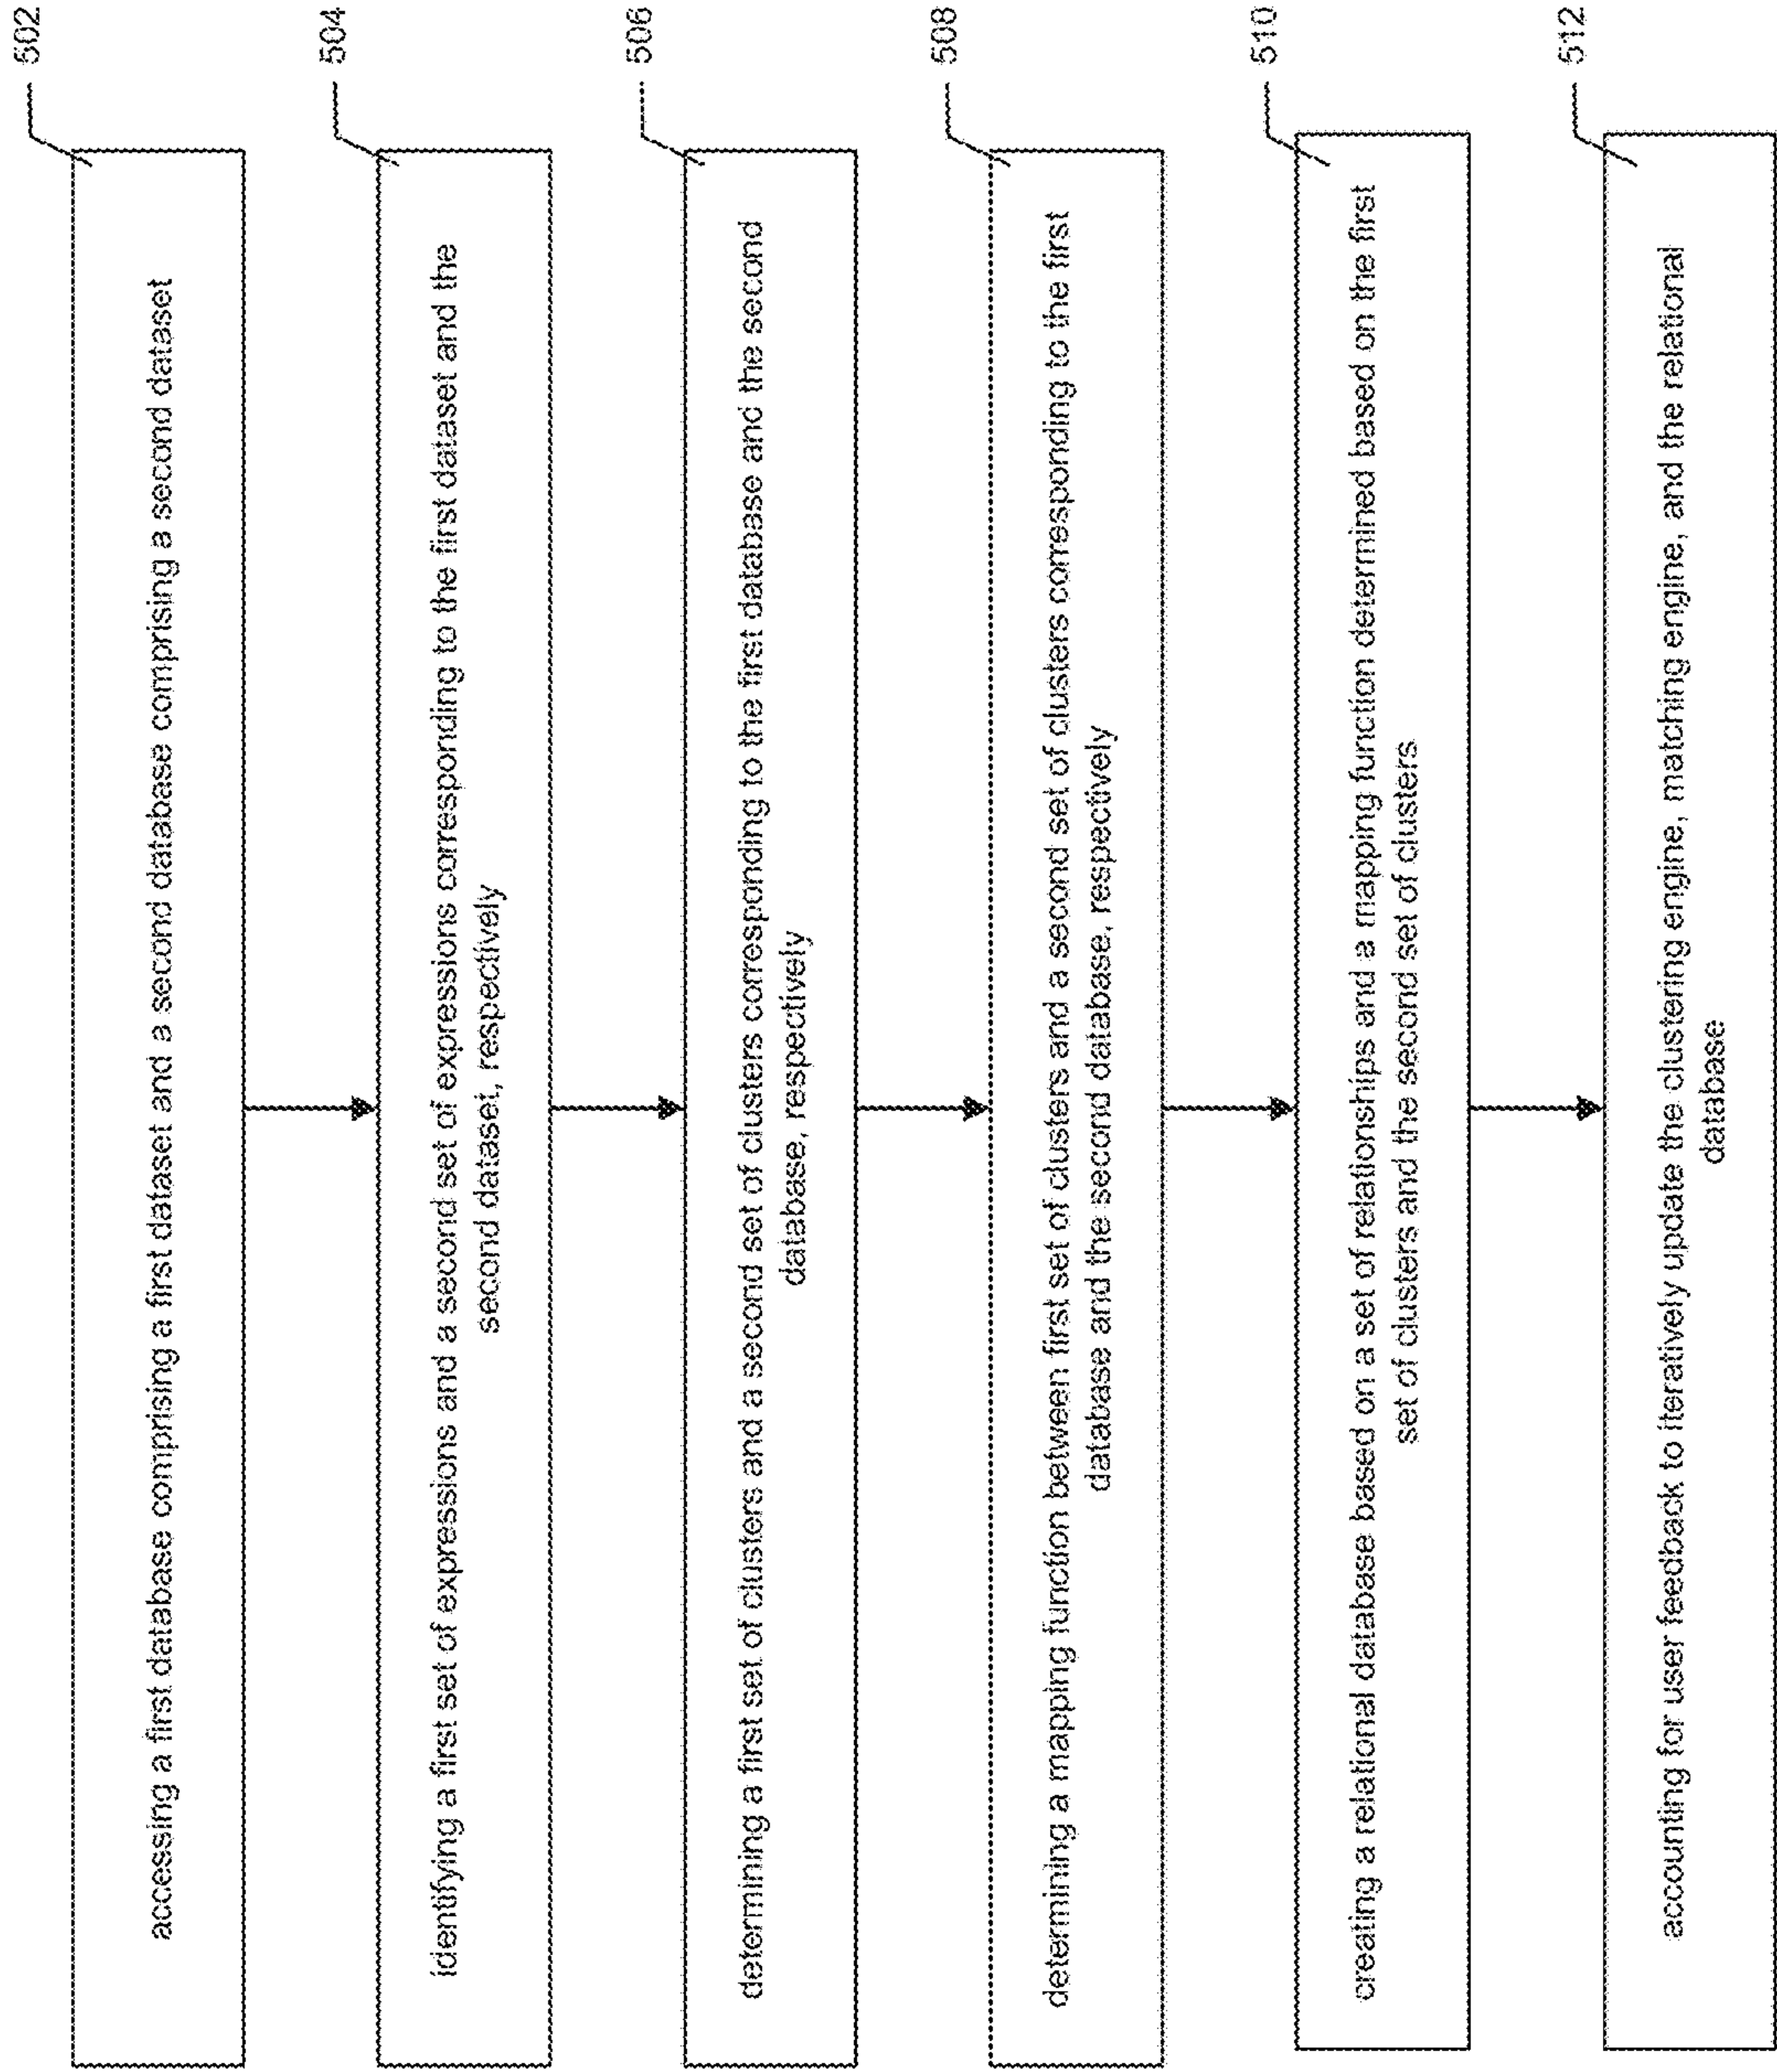 502
accessing a first database comprising a first dataset and a second database comprising a second dataset
504
identifying a first set of expressions and a second set of expressions corresponding to the first dataset and the
second dataset, respectively
506
determining a first set of clusters and a second set of clusters corresponding to the first database and the second
database, respectively
508
determining a mapping function between first set of clusters and a second set of clusters corresponding to the first
database and the second database, respectively
510
creating a relational database based on a set of relationships and a mapping function determined based on the first
set of clusters and the second set of clusters
512
accounting for user feedback to iteratively update the clustering engine, matching engine, and the relational
database